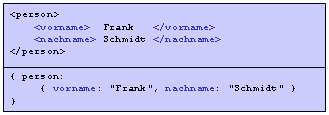 <person>
    <vorname>  Frank   </vorname>
    <nachname> Schmidt </nachname>
</person>
{ person:
     { vorname: "Frank", nachname: "Schmidt" }
}